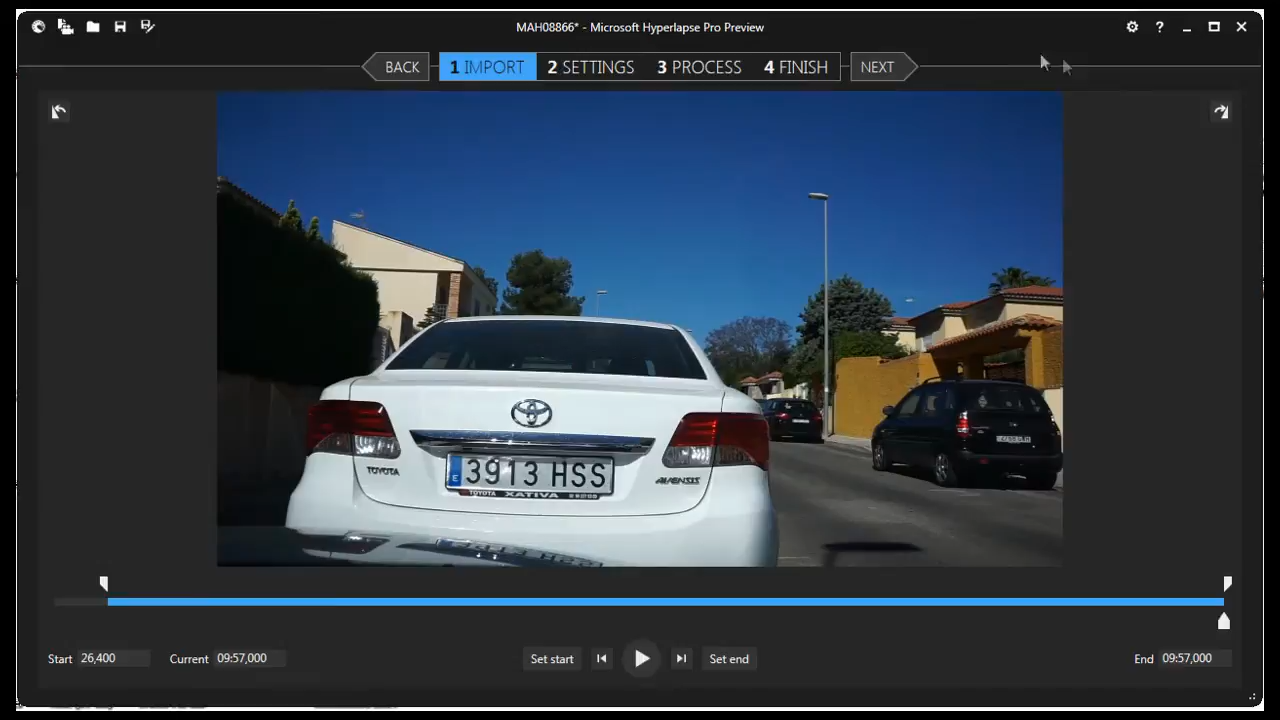 MAH08866* - Microsoft Hyperlapse Pro Preview
?
BACK
1 IMPORT
2 SETTINGS
3 PROCESS
4 FINISH
NEXT
TOYOTA
AVENSIS
E 3913 HSS
TOYOTA XATIVA
Start 26,400
Current 09:57,000
Set start
Set end
End 09:57,000